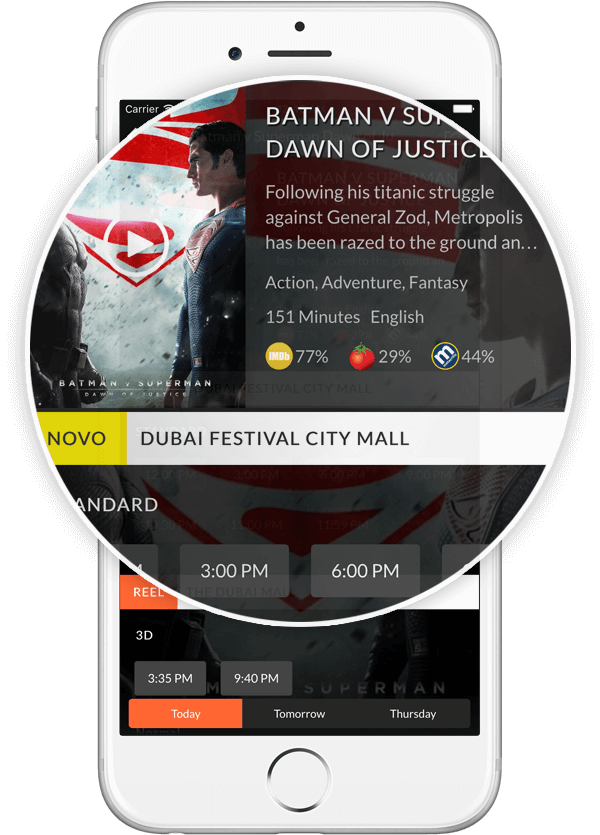 Carrier
BATMAN V SUP
DAWN OF JUSTICE
Following his titanic struggle
against General Zod, Metropolis
has been razed to the ground an…
Action, Adventure, Fantasy
151 Minutes English
IMDb 77% 29% m 44%
BATMAN V SUPERMAN
DAWN OF JUSTICE
NOVO DUBAI FESTIVAL CITY MALL
ANDARD
3:00 PM 6:00 PM
REEL THE DUBAI MALL
3D
3:35 PM 9:40 PM
SUPERMAN
Today Tomorrow Thursday